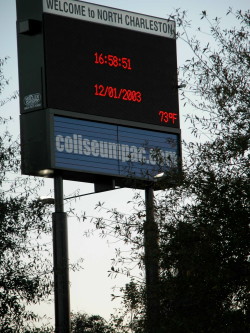 WELCOME to NORTH CHARLESTON
16:58:51
12/01/2003
73°F
coliseumpac.com